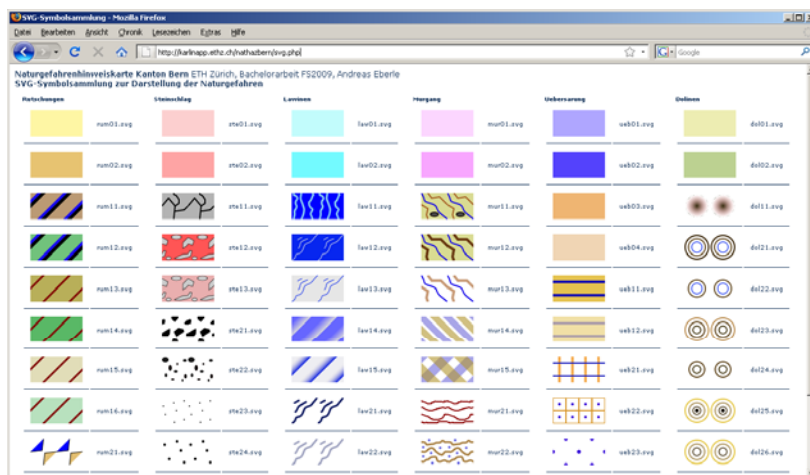 SVG-Symbolsammlung - Mozilla Firefox
Datei Bearbeiten Ansicht Chronik Lesezeichen Extras Hilfe
http://karlinapp.ethz.ch/nathazbern/svg.php
Google
Naturgefahrenhinweiskarte Kanton Bern ETH Zürich, Bachelorarbeit FS2009, Andreas Eberle
SVG-Symbolsammlung zur Darstellung der Naturgefahren
Rutschungen Steinschlag Lawinen Murgang Uebersarung Dolinen
rum01.svg ste01.svg law01.svg mur01.svg ueb01.svg dol01.svg
rum02.svg ste02.svg law02.svg mur02.svg ueb02.svg dol02.svg
rum11.svg ste11.svg law11.svg mur11.svg ueb03.svg dol11.svg
rum12.svg ste12.svg law12.svg mur12.svg ueb04.svg dol21.svg
rum13.svg ste13.svg law13.svg mur13.svg ueb11.svg dol22.svg
rum14.svg ste21.svg law14.svg mur14.svg ueb12.svg dol23.svg
rum15.svg ste22.svg law15.svg mur15.svg ueb21.svg dol24.svg
rum16.svg ste23.svg law21.svg mur21.svg ueb22.svg dol25.svg
rum21.svg ste24.svg law22.svg mur22.svg ueb23.svg dol26.svg